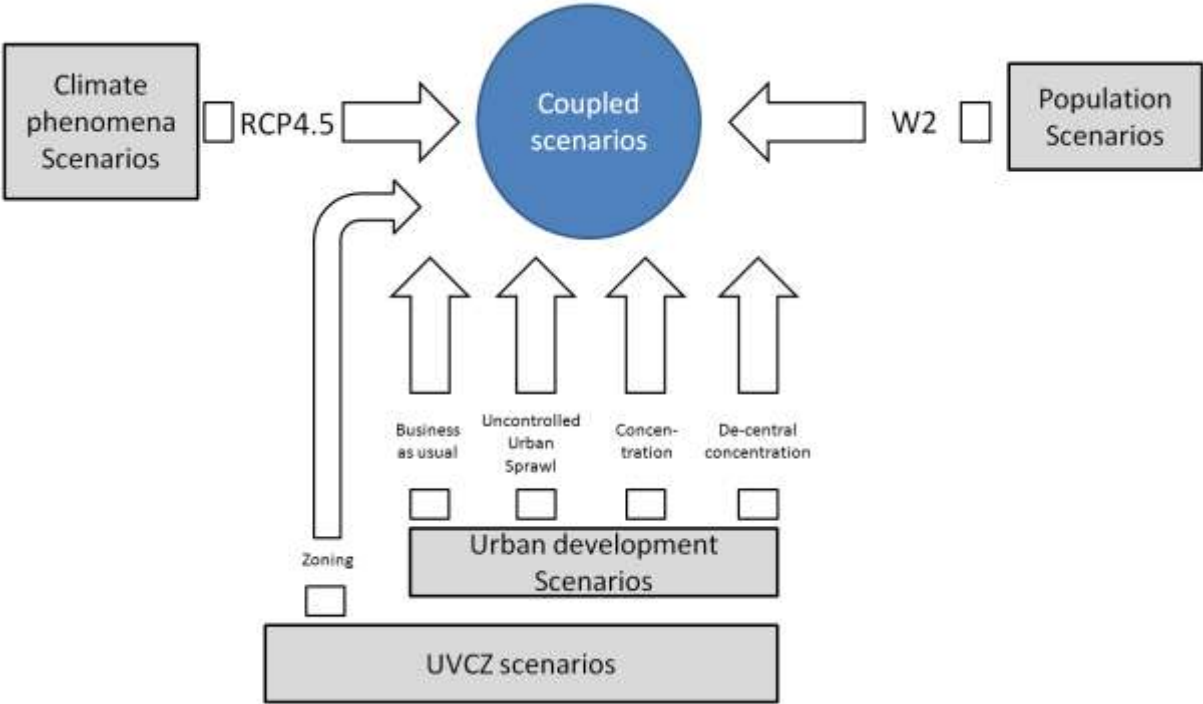 Climate
phenomena
Scenarios
RCP4.5
Coupled
scenarios
W2
Population
Scenarios
Business
as usual
Uncontrolled
Urban
Sprawl
Concen-
tration
De-central
concentration
Urban development
Scenarios
Zoning
UVCZ scenarios